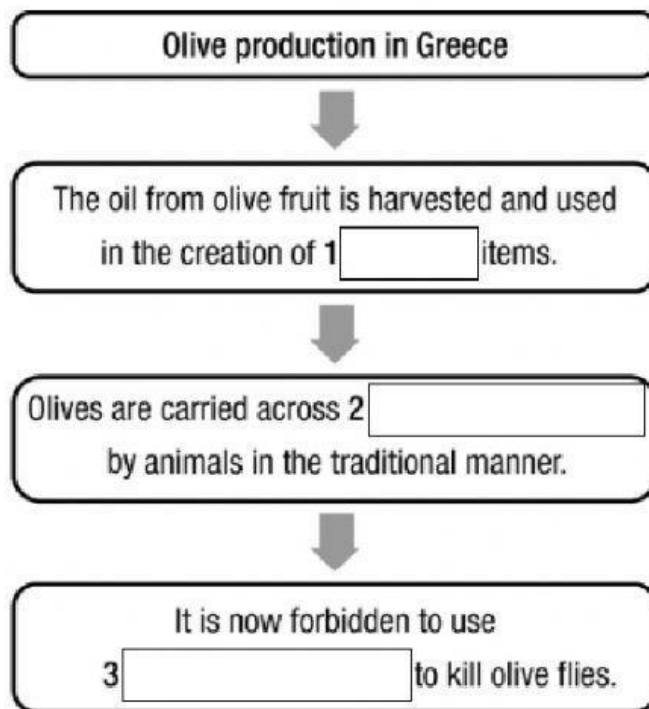 Olive production in Greece
The oil from olive fruit is harvested and used
in the creation of 1 items.
Olives are carried across 2
by animals in the traditional manner.
It is now forbidden to use
3 to kill olive flies.